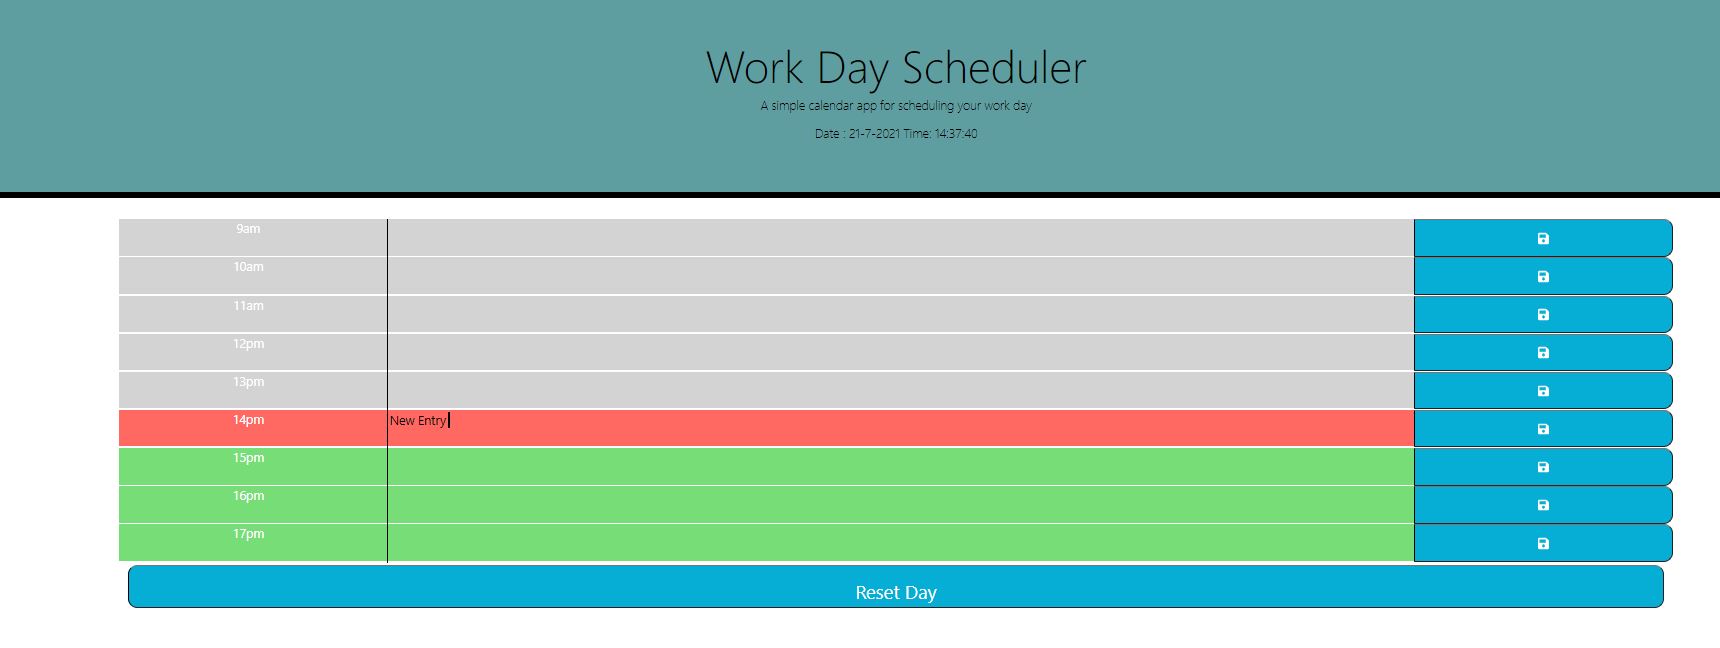 Work Day Scheduler
A simple calendar app for scheduling your work day
Date : 21-7-2021 Time: 14:37:40
9am
10am
11am
12pm
13pm
14pm New Entry
15pm
16pm
17pm
Reset Day